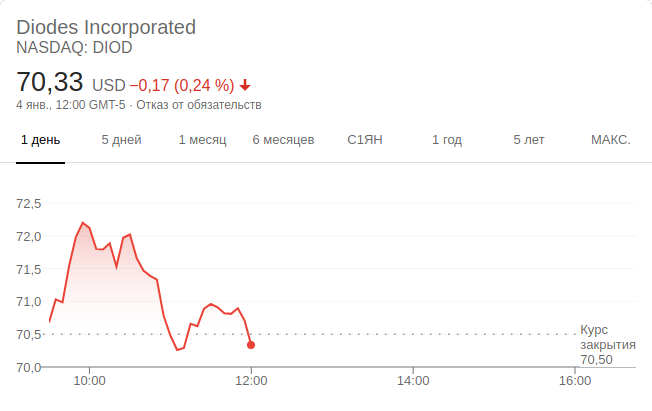 Diodes Incorporated
NASDAQ: DIOD
70,33 USD −0,17 (0,24 %)
4 янв., 12:00 GMT-5 · Отказ от обязательств
1 день 5 дней 1 месяц 6 месяцев С1ЯН 1 год 5 лет МАКС.
72,5
72,0
71,5
71,0
70,5
70,0
Курс
закрытия
70,50
10:00 12:00 14:00 16:00